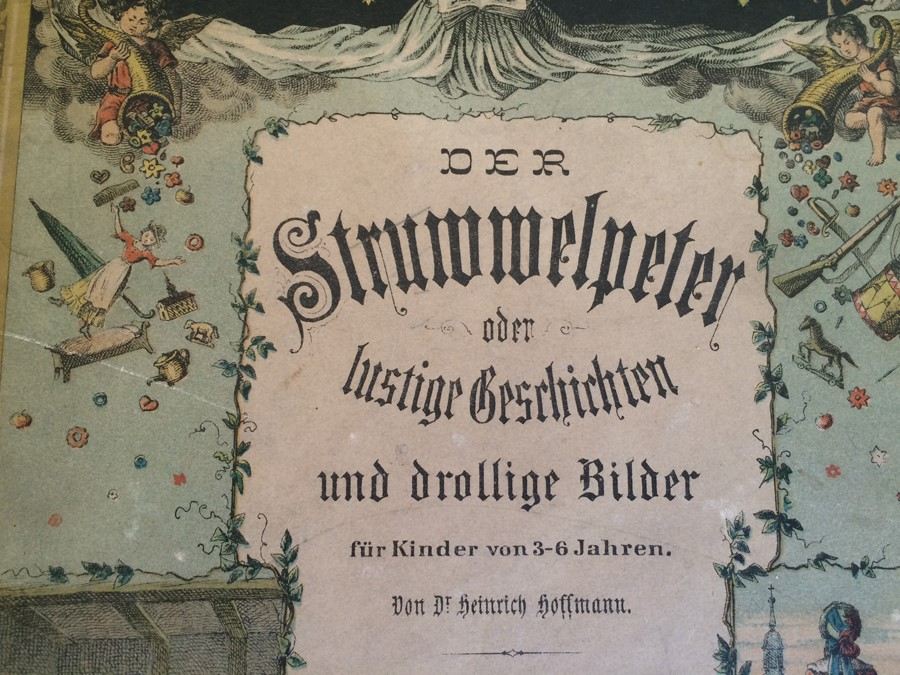 DER
Struwwelpeter
oder
lustige Geschichten
und drollige Bilder
für Kinder von 3-6 Jahren.
Von Dr Heinrich Hoffmann.